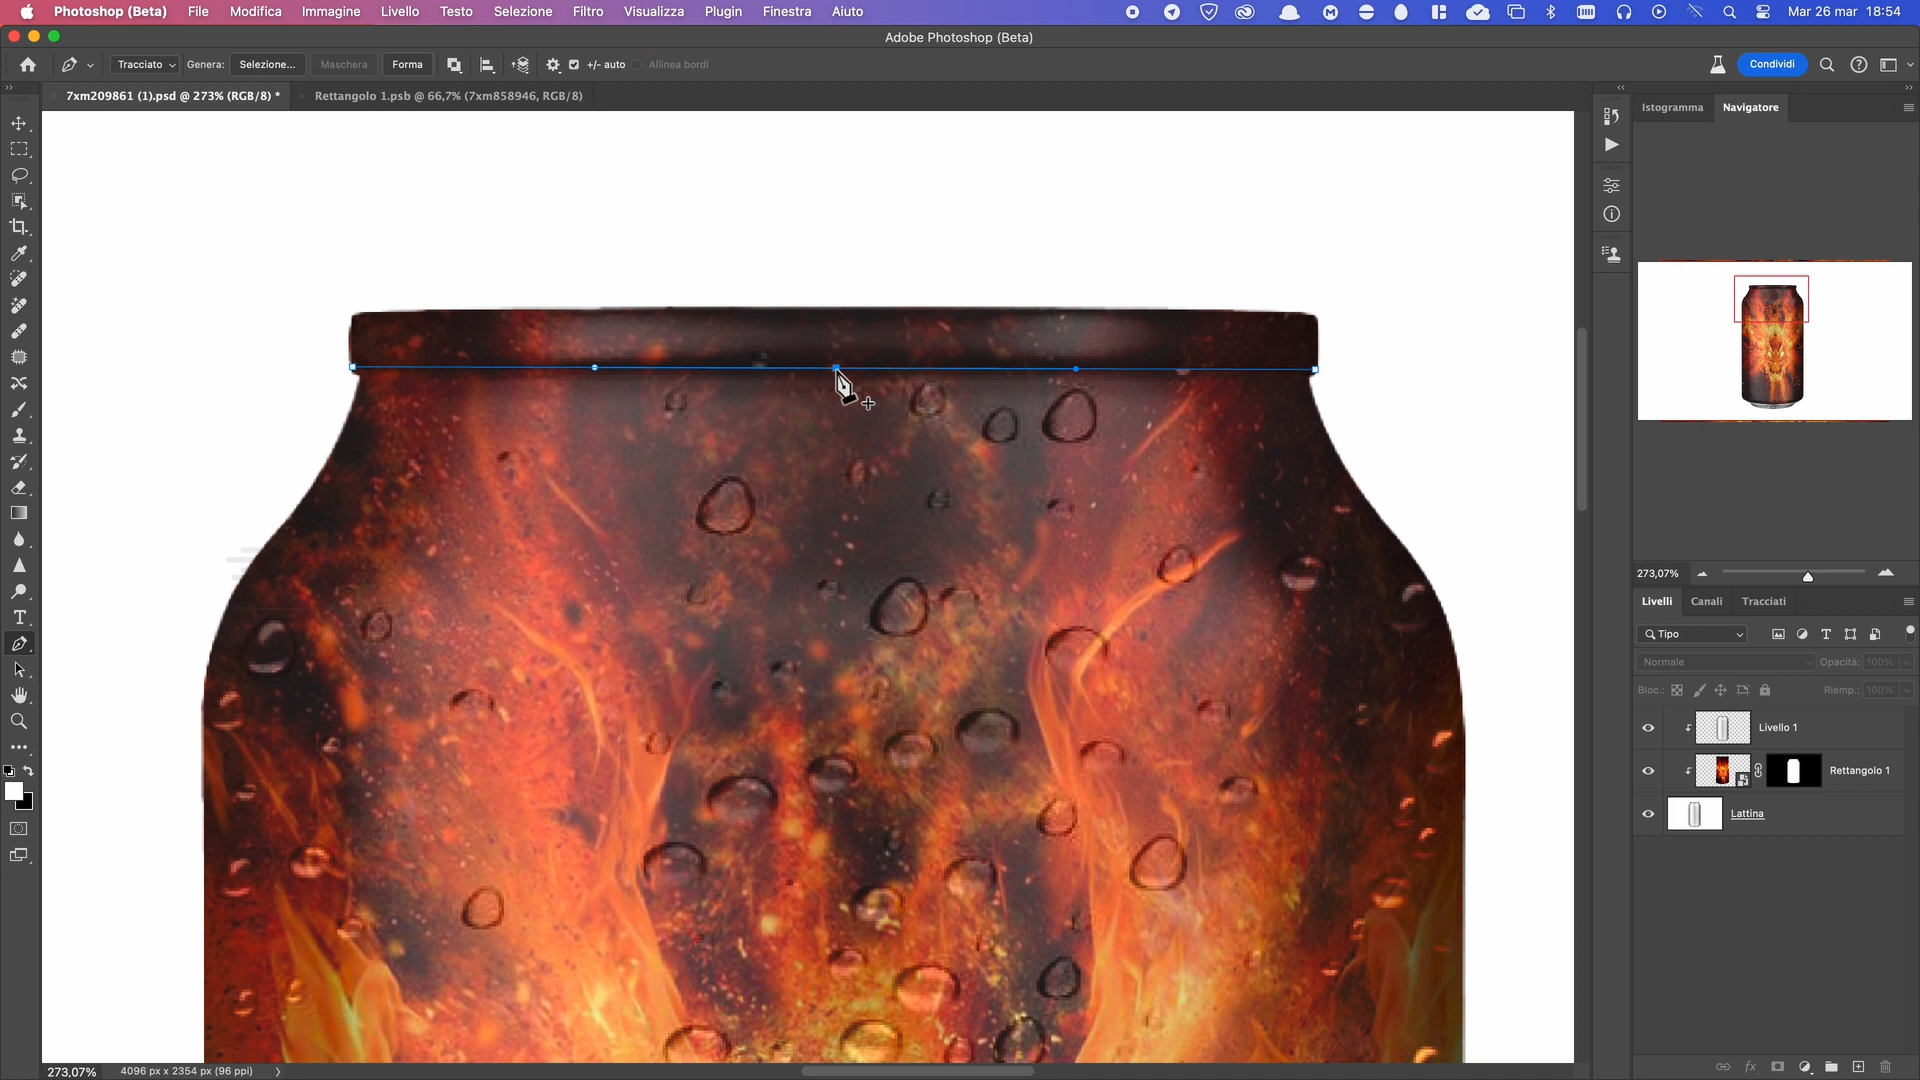 Photoshop (Beta) File Modifica Immagine Livello Testo Selezione Filtro Visualizza Plugin Finestra Aiuto Mar 26 mar 18:54
Adobe Photoshop (Beta)
Tracciato Genera: Selezione... Maschera Forma +/- auto Allinea bordi Condividi
7xm209861 (1).psd @ 273% (RGB/8) * Rettangolo 1.psb @ 66,7% (7xm858946, RGB/8)
Istogramma Navigatore
273,07%
Livelli Canali Tracciati
Tipo
Normale Opacità: 100%
Bloc.: Riemp.: 100%
Livello 1
Rettangolo 1
Lattina
273,07% 4096 px x 2354 px (96 ppi)